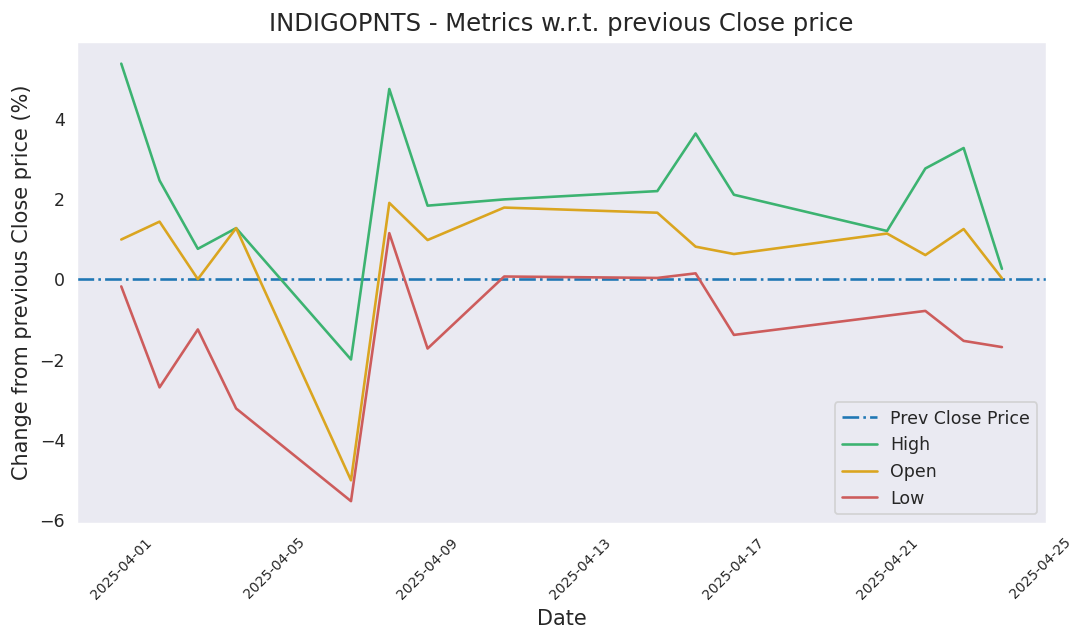 INDIGOPNTS - Metrics w.r.t. previous Close price
Change from previous Close price (%)
4
2
0
−2
−4
−6
Prev Close Price
High
Open
Low
2025-04-01
2025-04-05
2025-04-09
2025-04-13
2025-04-17
2025-04-21
2025-04-25
Date